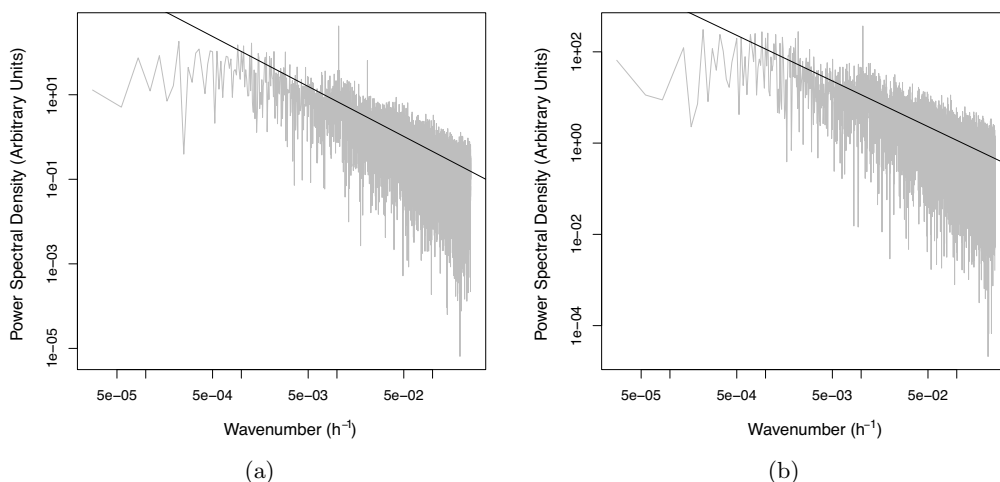 Power Spectral Density (Arbitrary Units)
1e+01
1e−01
1e−03
1e−05
5e−05
5e−04
5e−03
5e−02
Wavenumber (h⁻¹)
(a)
Power Spectral Density (Arbitrary Units)
1e+02
1e+00
1e−02
1e−04
5e−05
5e−04
5e−03
5e−02
Wavenumber (h⁻¹)
(b)